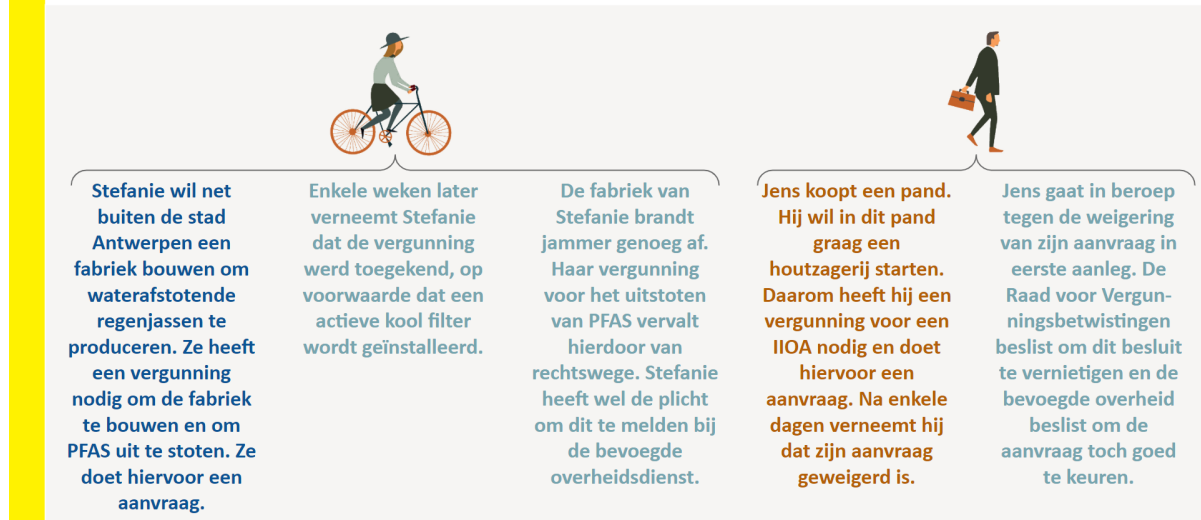 Stefanie wil net
buiten de stad
Antwerpen een
fabriek bouwen om
waterafstotende
regenjassen te
produceren. Ze heeft
een vergunning
nodig om de fabriek
te bouwen en om
PFAS uit te stoten. Ze
doet hiervoor een
aanvraag.
Enkele weken later
verneemt Stefanie
dat de vergunning
werd toegekend, op
voorwaarde dat een
actieve kool filter
wordt geïnstalleerd.
De fabriek van
Stefanie brandt
jammer genoeg af.
Haar vergunning
voor het uitstoten
van PFAS vervalt
hierdoor van
rechtswege. Stefanie
heeft wel de plicht
om dit te melden bij
de bevoegde
overheidsdienst.
Jens koopt een pand.
Hij wil in dit pand
graag een
houtzagerij starten.
Daarom heeft hij een
vergunning voor een
IIOA nodig en doet
hiervoor een
aanvraag. Na enkele
dagen verneemt hij
dat zijn aanvraag
geweigerd is.
Jens gaat in beroep
tegen de weigering
van zijn aanvraag in
eerste aanleg. De
Raad voor Vergun-
ningsbetwistingen
beslist om dit besluit
te vernietigen en de
bevoegde overheid
beslist om de
aanvraag toch goed
te keuren.